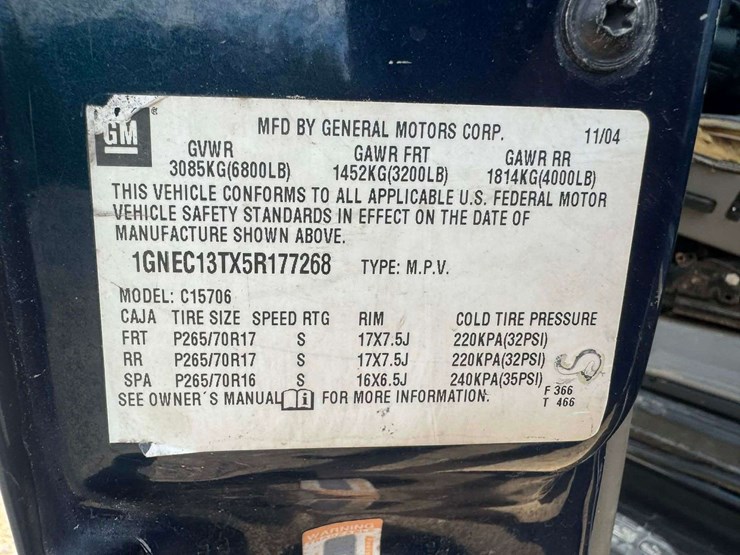 GM ®
MFD BY GENERAL MOTORS CORP. 11/04
GVWR GAWR FRT GAWR RR
3085KG(6800LB) 1452KG(3200LB) 1814KG(4000LB)
THIS VEHICLE CONFORMS TO ALL APPLICABLE U.S. FEDERAL MOTOR
VEHICLE SAFETY STANDARDS IN EFFECT ON THE DATE OF
MANUFACTURE SHOWN ABOVE.
1GNEC13TX5R177268 TYPE: M.P.V.
MODEL: C15706
CAJA TIRE SIZE SPEED RTG RIM COLD TIRE PRESSURE
FRT P265/70R17 S 17X7.5J 220KPA(32PSI)
RR P265/70R17 S 17X7.5J 220KPA(32PSI)
SPA P265/70R16 S 16X6.5J 240KPA(35PSI)
F 366
SEE OWNER'S MANUAL i FOR MORE INFORMATION.
T 466
WARNING